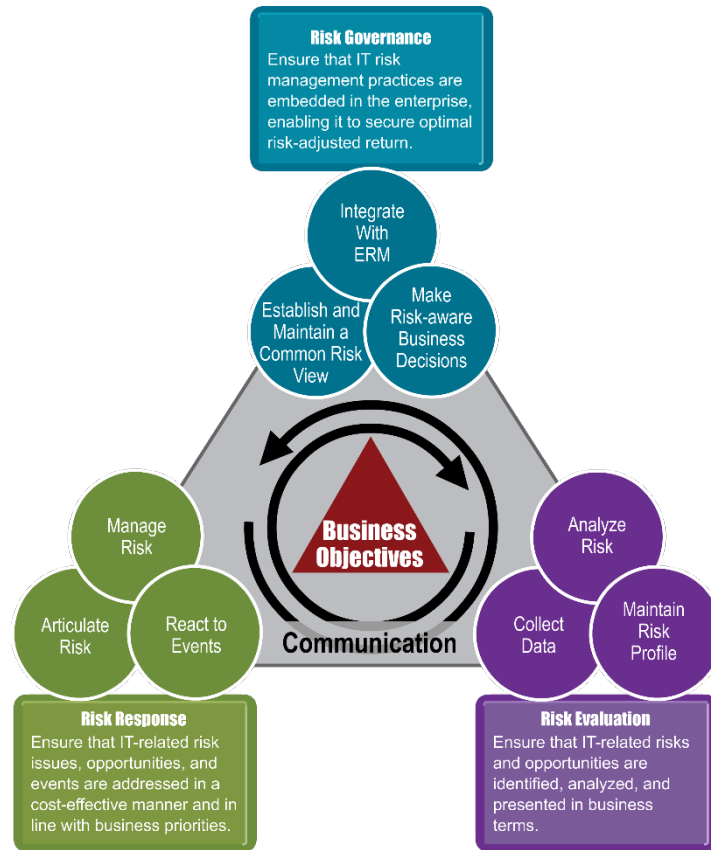 Risk Governance
Ensure that IT risk
management practices are
embedded in the enterprise,
enabling it to secure optimal
risk-adjusted return.
Integrate
With
ERM
Establish and
Maintain a
Common Risk
View
Make
Risk-aware
Business
Decisions
Business
Objectives
Communication
Manage
Risk
Articulate
Risk
React to
Events
Analyze
Risk
Collect
Data
Maintain
Risk
Profile
Risk Response
Ensure that IT-related risk
issues, opportunities, and
events are addressed in a
cost-effective manner and in
line with business priorities.
Risk Evaluation
Ensure that IT-related risks
and opportunities are
identified, analyzed, and
presented in business
terms.